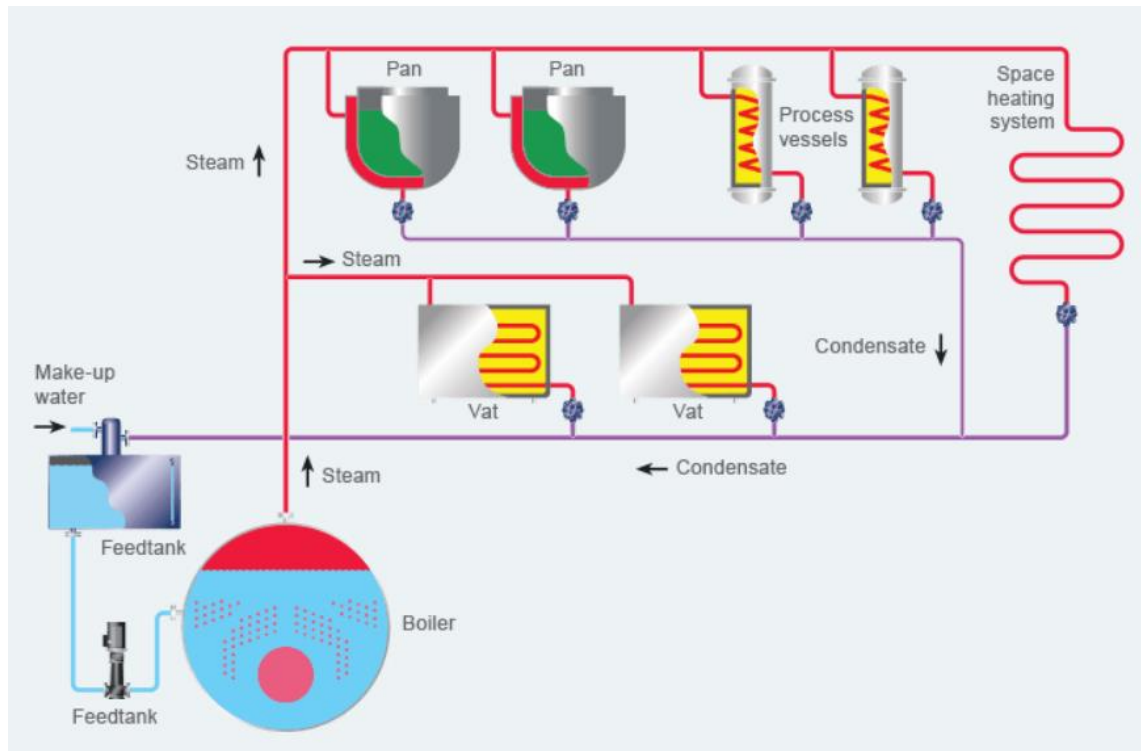 Pan
Pan
Space
heating
system
Process
vessels
Steam
Steam
Condensate
Make-up
water
Vat
Vat
Condensate
Steam
Feedtank
Boiler
Feedtank